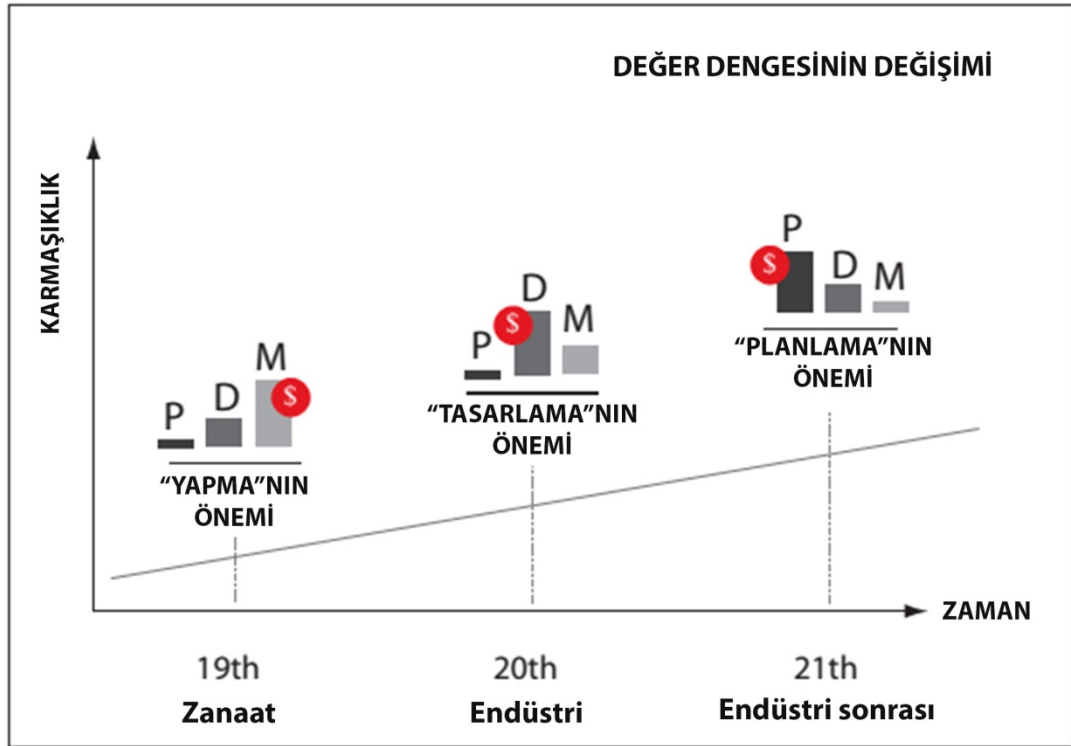 DEĞER DENGESİNİN DEĞİŞİMİ
KARMAŞIKLIK
P
D
M
$
"YAPMA"NIN
ÖNEMİ
P
$
D
M
"TASARLAMA"NIN
ÖNEMİ
$
P
D
M
"PLANLAMA"NIN
ÖNEMİ
ZAMAN
19th
Zanaat
20th
Endüstri
21th
Endüstri sonrası